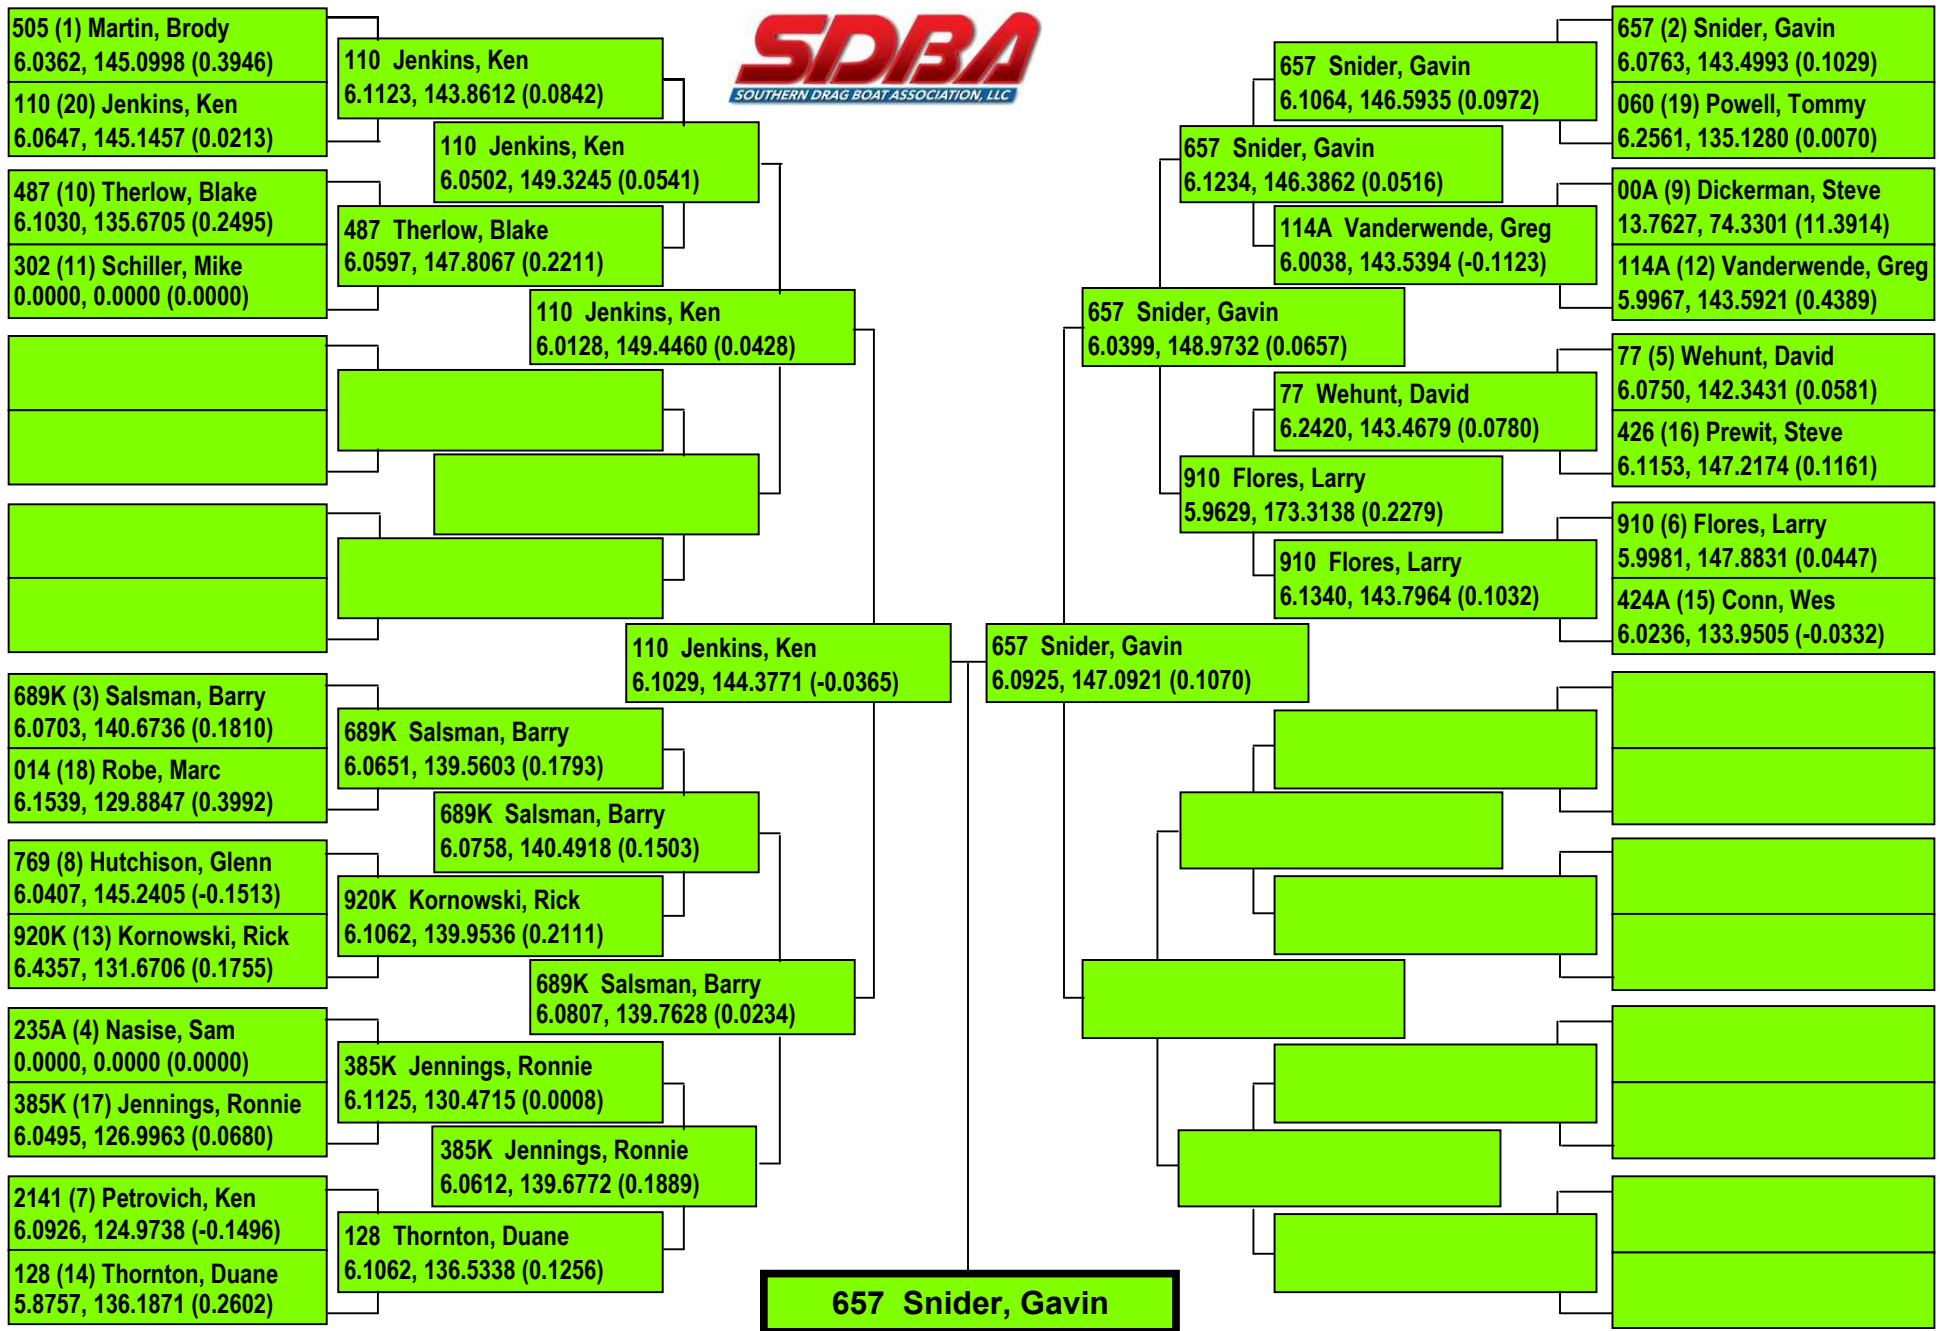 505 (1) Martin, Brody
6.0362, 145.0998 (0.3946)
110 (20) Jenkins, Ken
6.0647, 145.1457 (0.0213)
487 (10) Therlow, Blake
6.1030, 135.6705 (0.2495)
302 (11) Schiller, Mike
0.0000, 0.0000 (0.0000)
689K (3) Salsman, Barry
6.0703, 140.6736 (0.1810)
014 (18) Robe, Marc
6.1539, 129.8847 (0.3992)
769 (8) Hutchison, Glenn
6.0407, 145.2405 (-0.1513)
920K (13) Kornowski, Rick
6.4357, 131.6706 (0.1755)
235A (4) Nasise, Sam
0.0000, 0.0000 (0.0000)
385K (17) Jennings, Ronnie
6.0495, 126.9963 (0.0680)
2141 (7) Petrovich, Ken
6.0926, 124.9738 (-0.1496)
128 (14) Thornton, Duane
5.8757, 136.1871 (0.2602)
110 Jenkins, Ken
6.1123, 143.8612 (0.0842)
487 Therlow, Blake
6.0597, 147.8067 (0.2211)
689K Salsman, Barry
6.0651, 139.5603 (0.1793)
920K Kornowski, Rick
6.1062, 139.9536 (0.2111)
385K Jennings, Ronnie
6.1125, 130.4715 (0.0008)
128 Thornton, Duane
6.1062, 136.5338 (0.1256)
110 Jenkins, Ken
6.0502, 149.3245 (0.0541)
689K Salsman, Barry
6.0758, 140.4918 (0.1503)
385K Jennings, Ronnie
6.0612, 139.6772 (0.1889)
110 Jenkins, Ken
6.0128, 149.4460 (0.0428)
689K Salsman, Barry
6.0807, 139.7628 (0.0234)
110 Jenkins, Ken
6.1029, 144.3771 (-0.0365)
SDBA
SOUTHERN DRAG BOAT ASSOCIATION, LLC
657 Snider, Gavin
6.0925, 147.0921 (0.1070)
657 Snider, Gavin
6.0399, 148.9732 (0.0657)
657 Snider, Gavin
6.1234, 146.3862 (0.0516)
910 Flores, Larry
5.9629, 173.3138 (0.2279)
657 Snider, Gavin
6.1064, 146.5935 (0.0972)
114A Vanderwende, Greg
6.0038, 143.5394 (-0.1123)
77 Wehunt, David
6.2420, 143.4679 (0.0780)
910 Flores, Larry
6.1340, 143.7964 (0.1032)
657 (2) Snider, Gavin
6.0763, 143.4993 (0.1029)
060 (19) Powell, Tommy
6.2561, 135.1280 (0.0070)
00A (9) Dickerman, Steve
13.7627, 74.3301 (11.3914)
114A (12) Vanderwende, Greg
5.9967, 143.5921 (0.4389)
77 (5) Wehunt, David
6.0750, 142.3431 (0.0581)
426 (16) Prewit, Steve
6.1153, 147.2174 (0.1161)
910 (6) Flores, Larry
5.9981, 147.8831 (0.0447)
424A (15) Conn, Wes
6.0236, 133.9505 (-0.0332)
657 Snider, Gavin